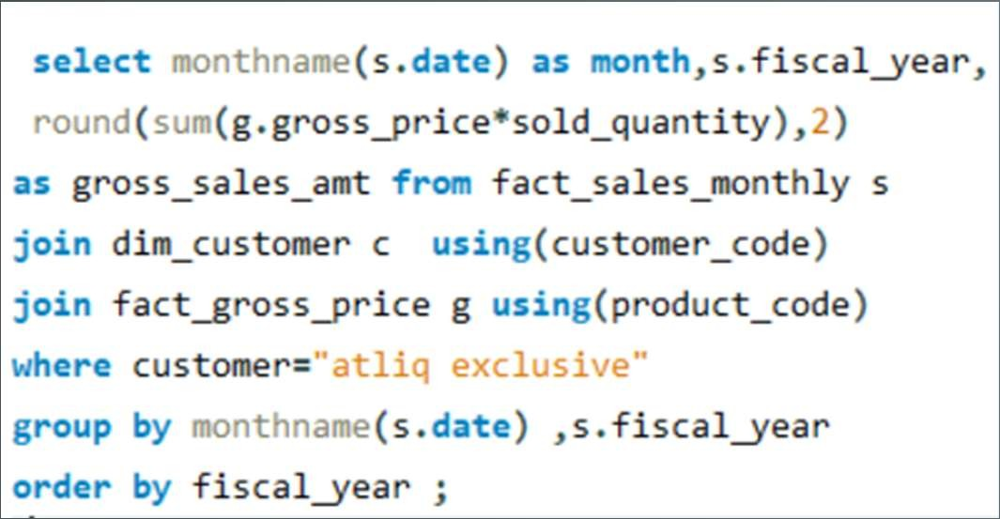 select monthname(s.date) as month,s.fiscal_year,
round(sum(g.gross_price*sold_quantity),2)
as gross_sales_amt from fact_sales_monthly s
join dim_customer c  using(customer_code)
join fact_gross_price g using(product_code)
where customer="atliq exclusive"
group by monthname(s.date) ,s.fiscal_year
order by fiscal_year ;